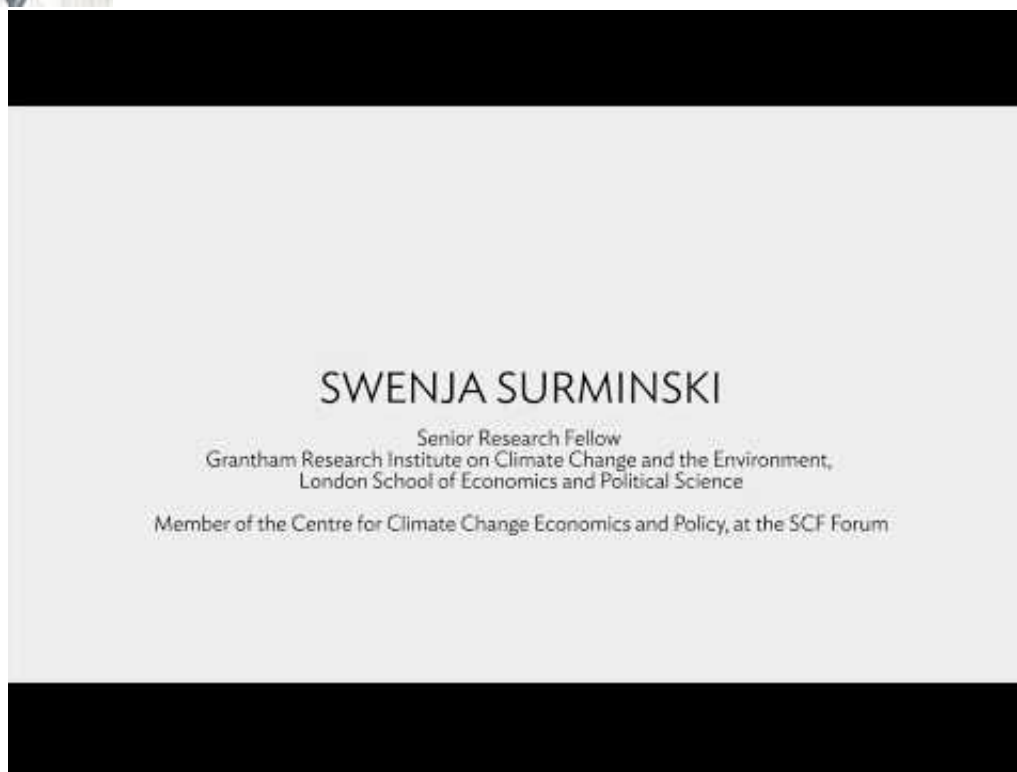 SWENJA SURMINSKI
Senior Research Fellow
Grantham Research Institute on Climate Change and the Environment,
London School of Economics and Political Science
Member of the Centre for Climate Change Economics and Policy, at the SCF Forum